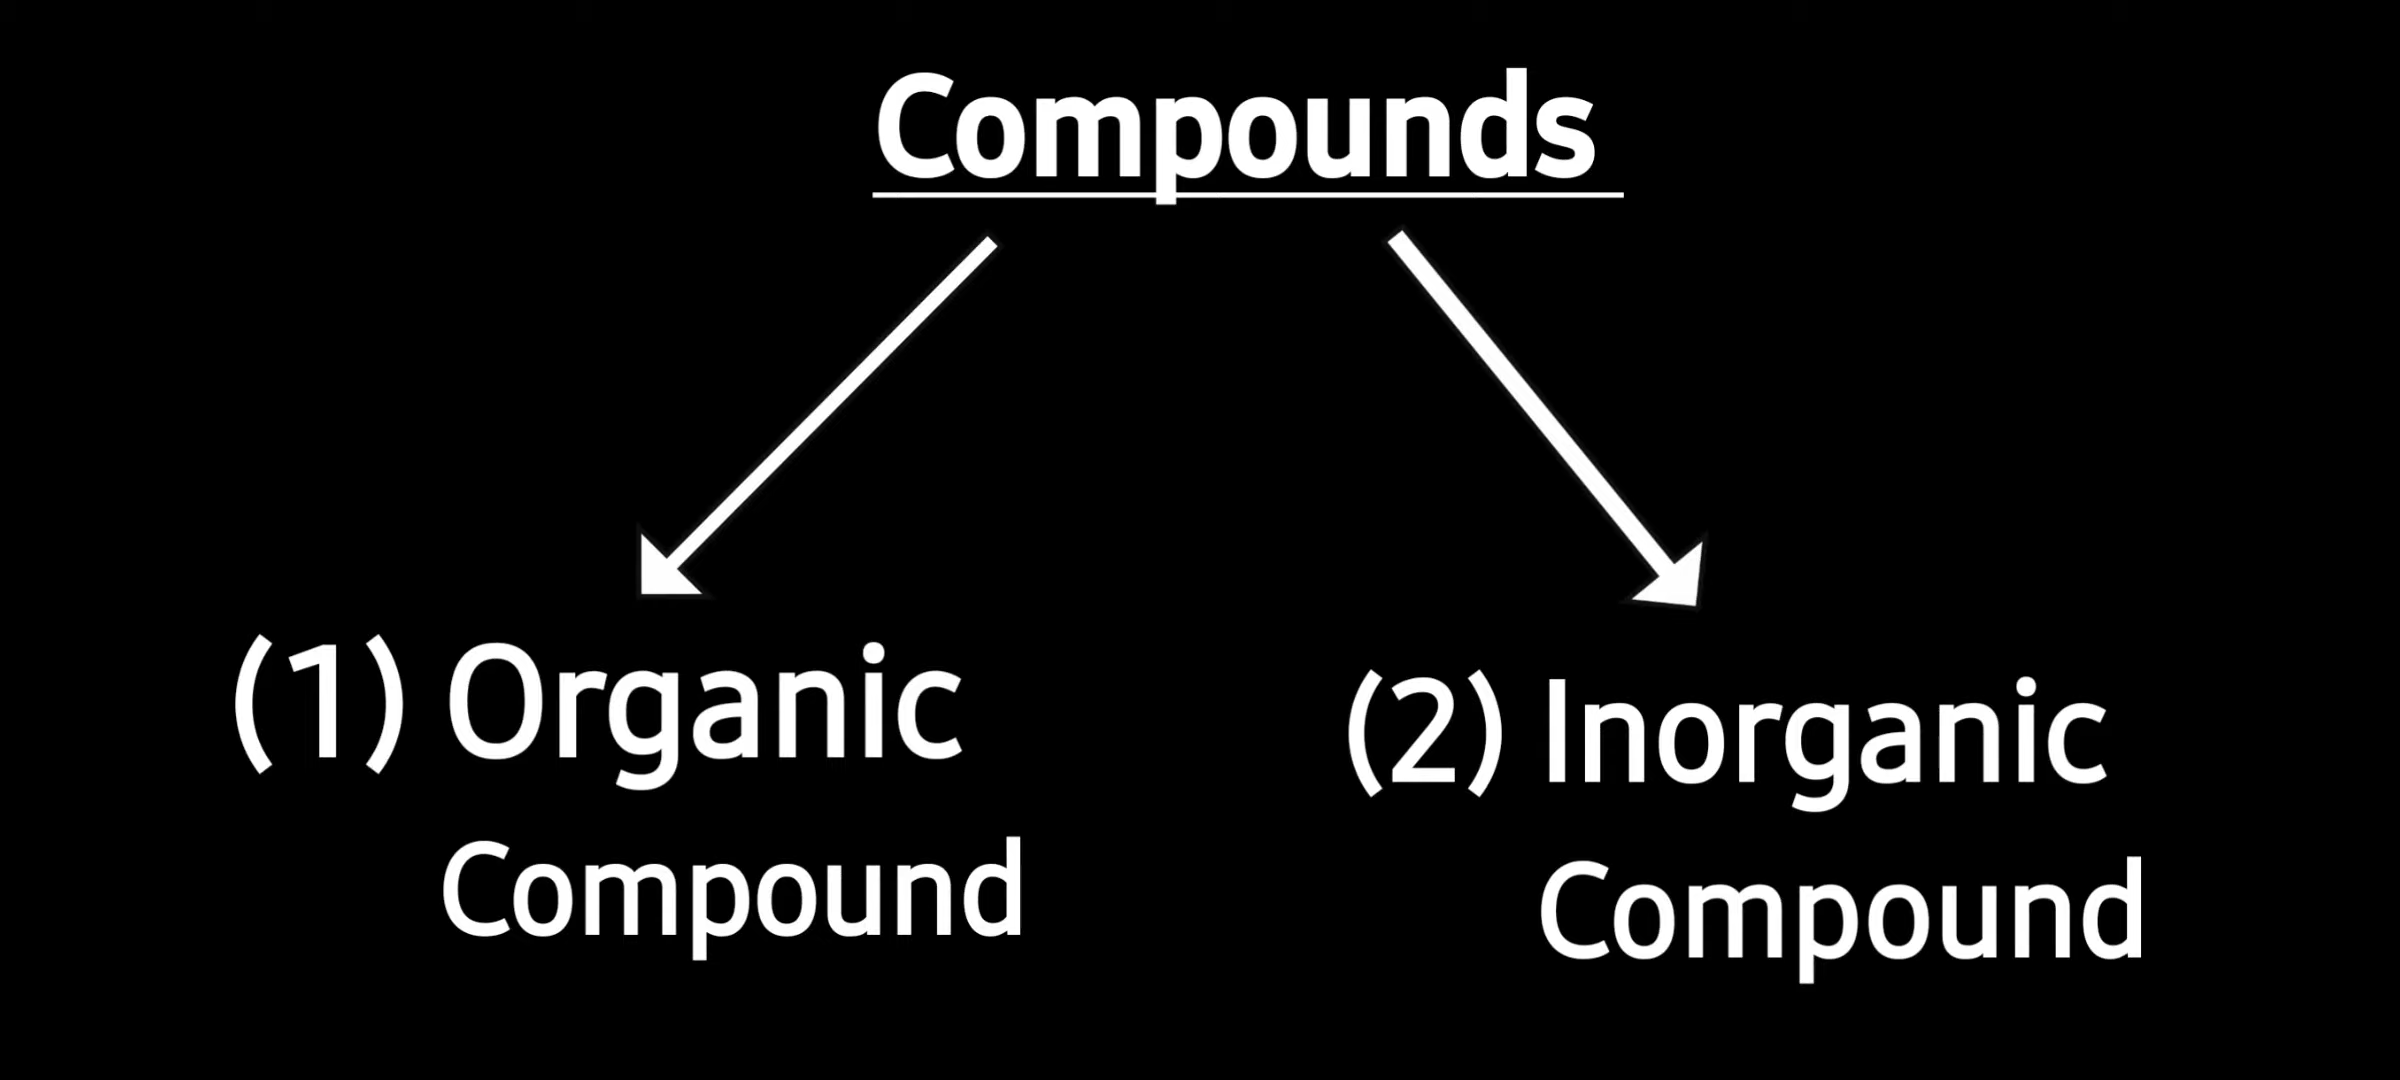 Compounds
(1) Organic
Compound
(2) Inorganic
Compound